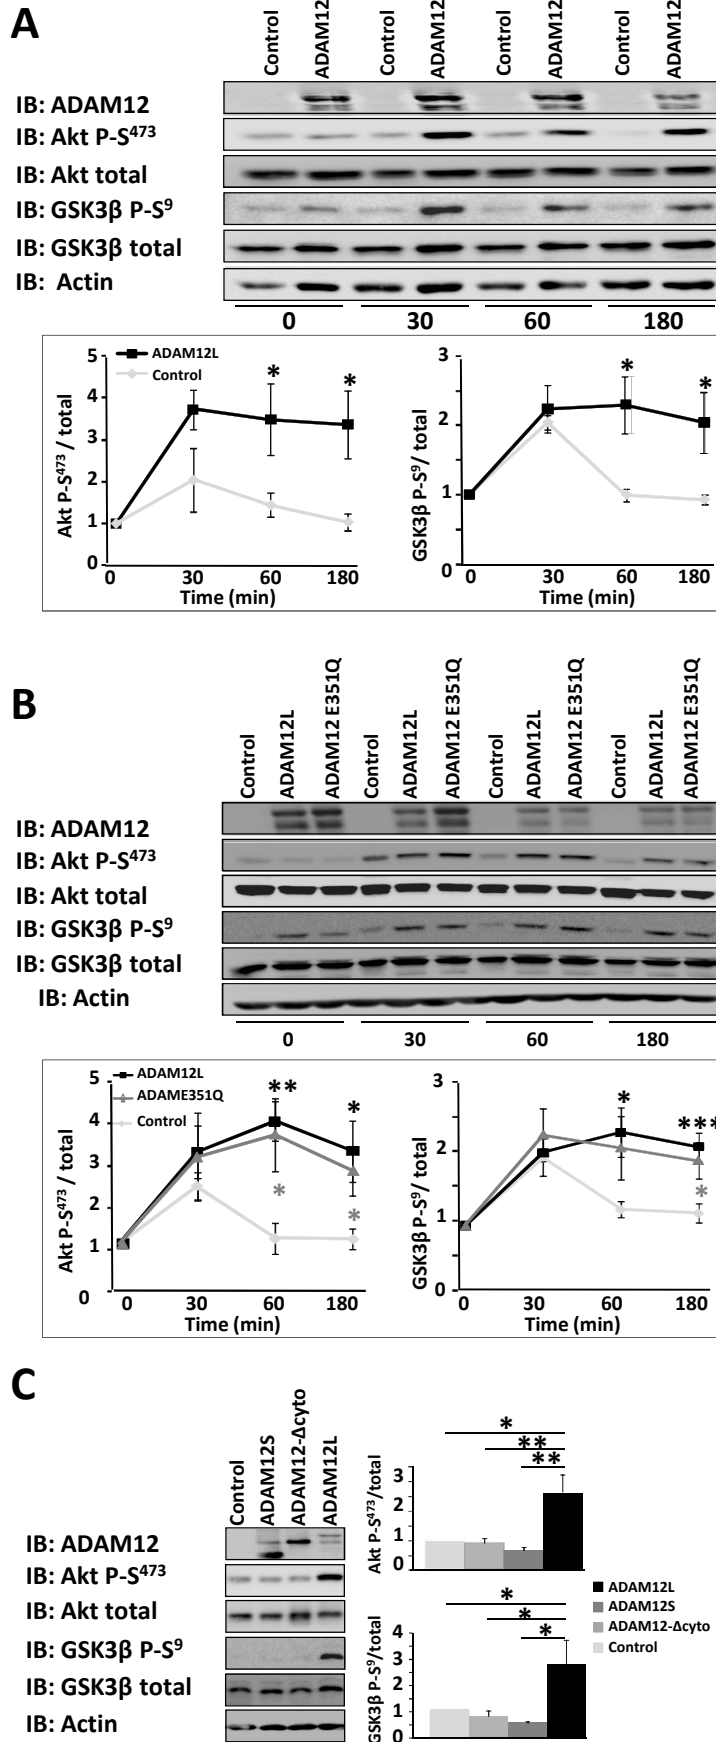 A
Control ADAM12 Control ADAM12 Control ADAM12 Control ADAM12
IB: ADAM12
IB: Akt P-S473
IB: Akt total
IB: GSK3β P-S9
IB: GSK3β total
IB: Actin
0 30 60 180
ADAM12L
Control
Akt P-S473/ total
5
4
3
2
1
0
* *
0 30 60 180
Time (min)
GSK3β P-S9/ total
3
2
1
0
* *
0 30 60 180
Time (min)
B
Control ADAM12L ADAM12 E351Q Control ADAM12L ADAM12 E351Q Control ADAM12L ADAM12 E351Q Control ADAM12L ADAM12 E351Q
IB: ADAM12
IB: Akt P-S473
IB: Akt total
IB: GSK3β P-S9
IB: GSK3β total
IB: Actin
0 30 60 180
ADAM12L
ADAME351Q
Control
Akt P-S473/ total
5
4
3
2
1
0
** *
* *
0 30 60 180
Time (min)
GSK3β P-S9/ total
3
2
1
0
* ***
*
0 30 60 180
Time (min)
C
Control ADAM12S ADAM12-Δcyto ADAM12L
IB: ADAM12
IB: Akt P-S473
IB: Akt total
IB: GSK3β P-S9
IB: GSK3β total
IB: Actin
*
**
**
Akt P-S473/total
3
2
1
0
*
*
*
GSK3β P-S9/total
4
3
2
1
0
ADAM12L
ADAM12S
ADAM12-Δcyto
Control